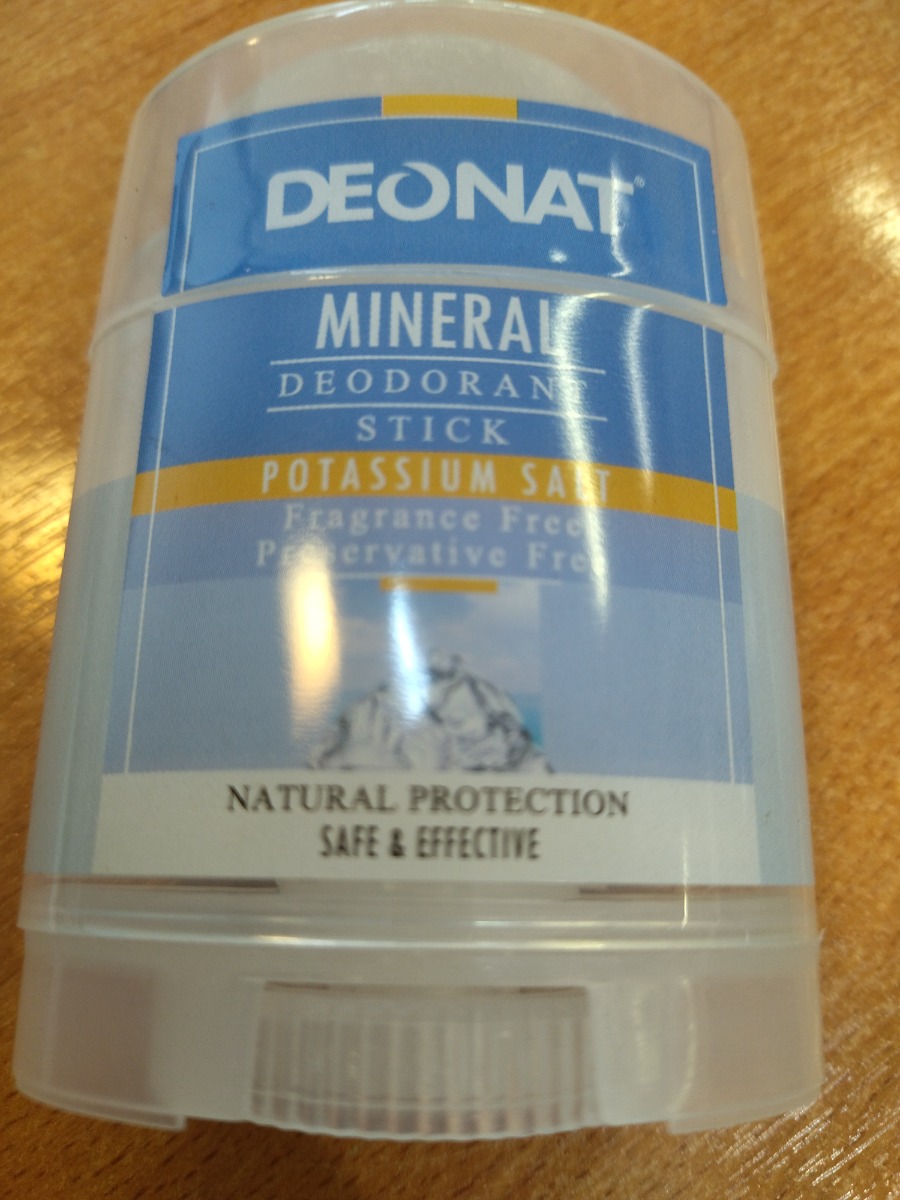 DEONAT®
MINERAL
DEODORANT
STICK
POTASSIUM SALT
Fragrance Free
Preservative Free
NATURAL PROTECTION
SAFE & EFFECTIVE